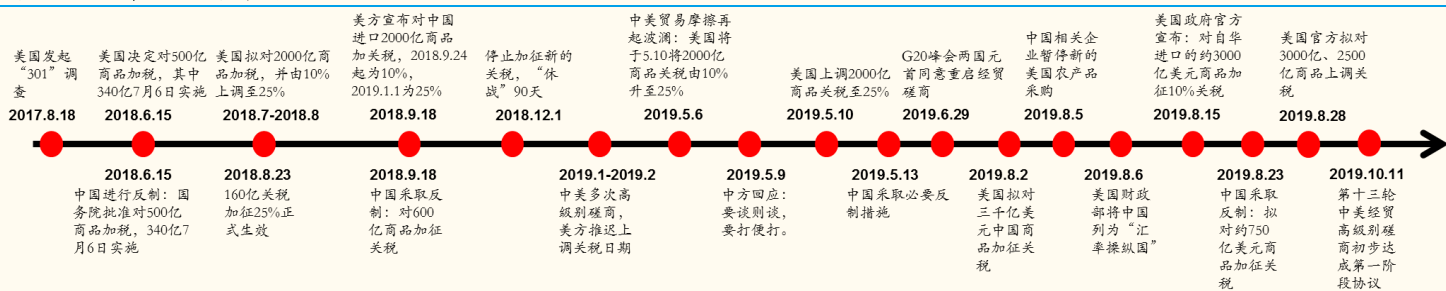 美国发起
“301”调
查
2017.8.18
美国决定对500亿
商品加税，其中
340亿7月6日实施
2018.6.15
美国拟对2000亿商
品加税，并由10%
上调至25%
2018.7-2018.8
美方宣布对中国
进口2000亿商品
加关税，2018.9.24
起为10%，
2019.1.1为25%
2018.9.18
停止加征新的
关税，“休
战”90天
2018.12.1
中美贸易摩擦再
起波澜：美国将
于5.10将2000亿
商品关税由10%
升至25%
2019.5.6
美国上调2000亿
商品关税至25%
2019.5.10
G20峰会两国元
首同意重启经贸
磋商
2019.6.29
中国相关企
业暂停新的
美国农产品
采购
2019.8.5
美国政府官方
宣布：对自华
进口的约3000
亿美元商品加
征10%关税
2019.8.15
美国官方拟对
3000亿、2500
亿商品上调关
税
2019.8.28
2018.6.15
中国进行反制：国
务院批准对500亿
商品加税，340亿7
月6日实施
2018.8.23
160亿关税
加征25%正
式生效
2018.9.18
中国采取反
制：对600
亿商品加征
关税
2019.1-2019.2
中美多次高
级别磋商，
美方推迟上
调关税日期
2019.5.9
中方回应：
要谈则谈，
要打便打。
2019.5.13
中国采取必要反
制措施
2019.8.2
美国拟对
三千亿美
元中国商
品加征关
税
2019.8.6
美国财政
部将中国
列为“汇
率操纵国”
2019.8.23
中国采取
反制：拟
对约750
亿美元商
品加征关
税
2019.10.11
第十三轮
中美经贸
高级别磋
商初步达
成第一阶
段协议